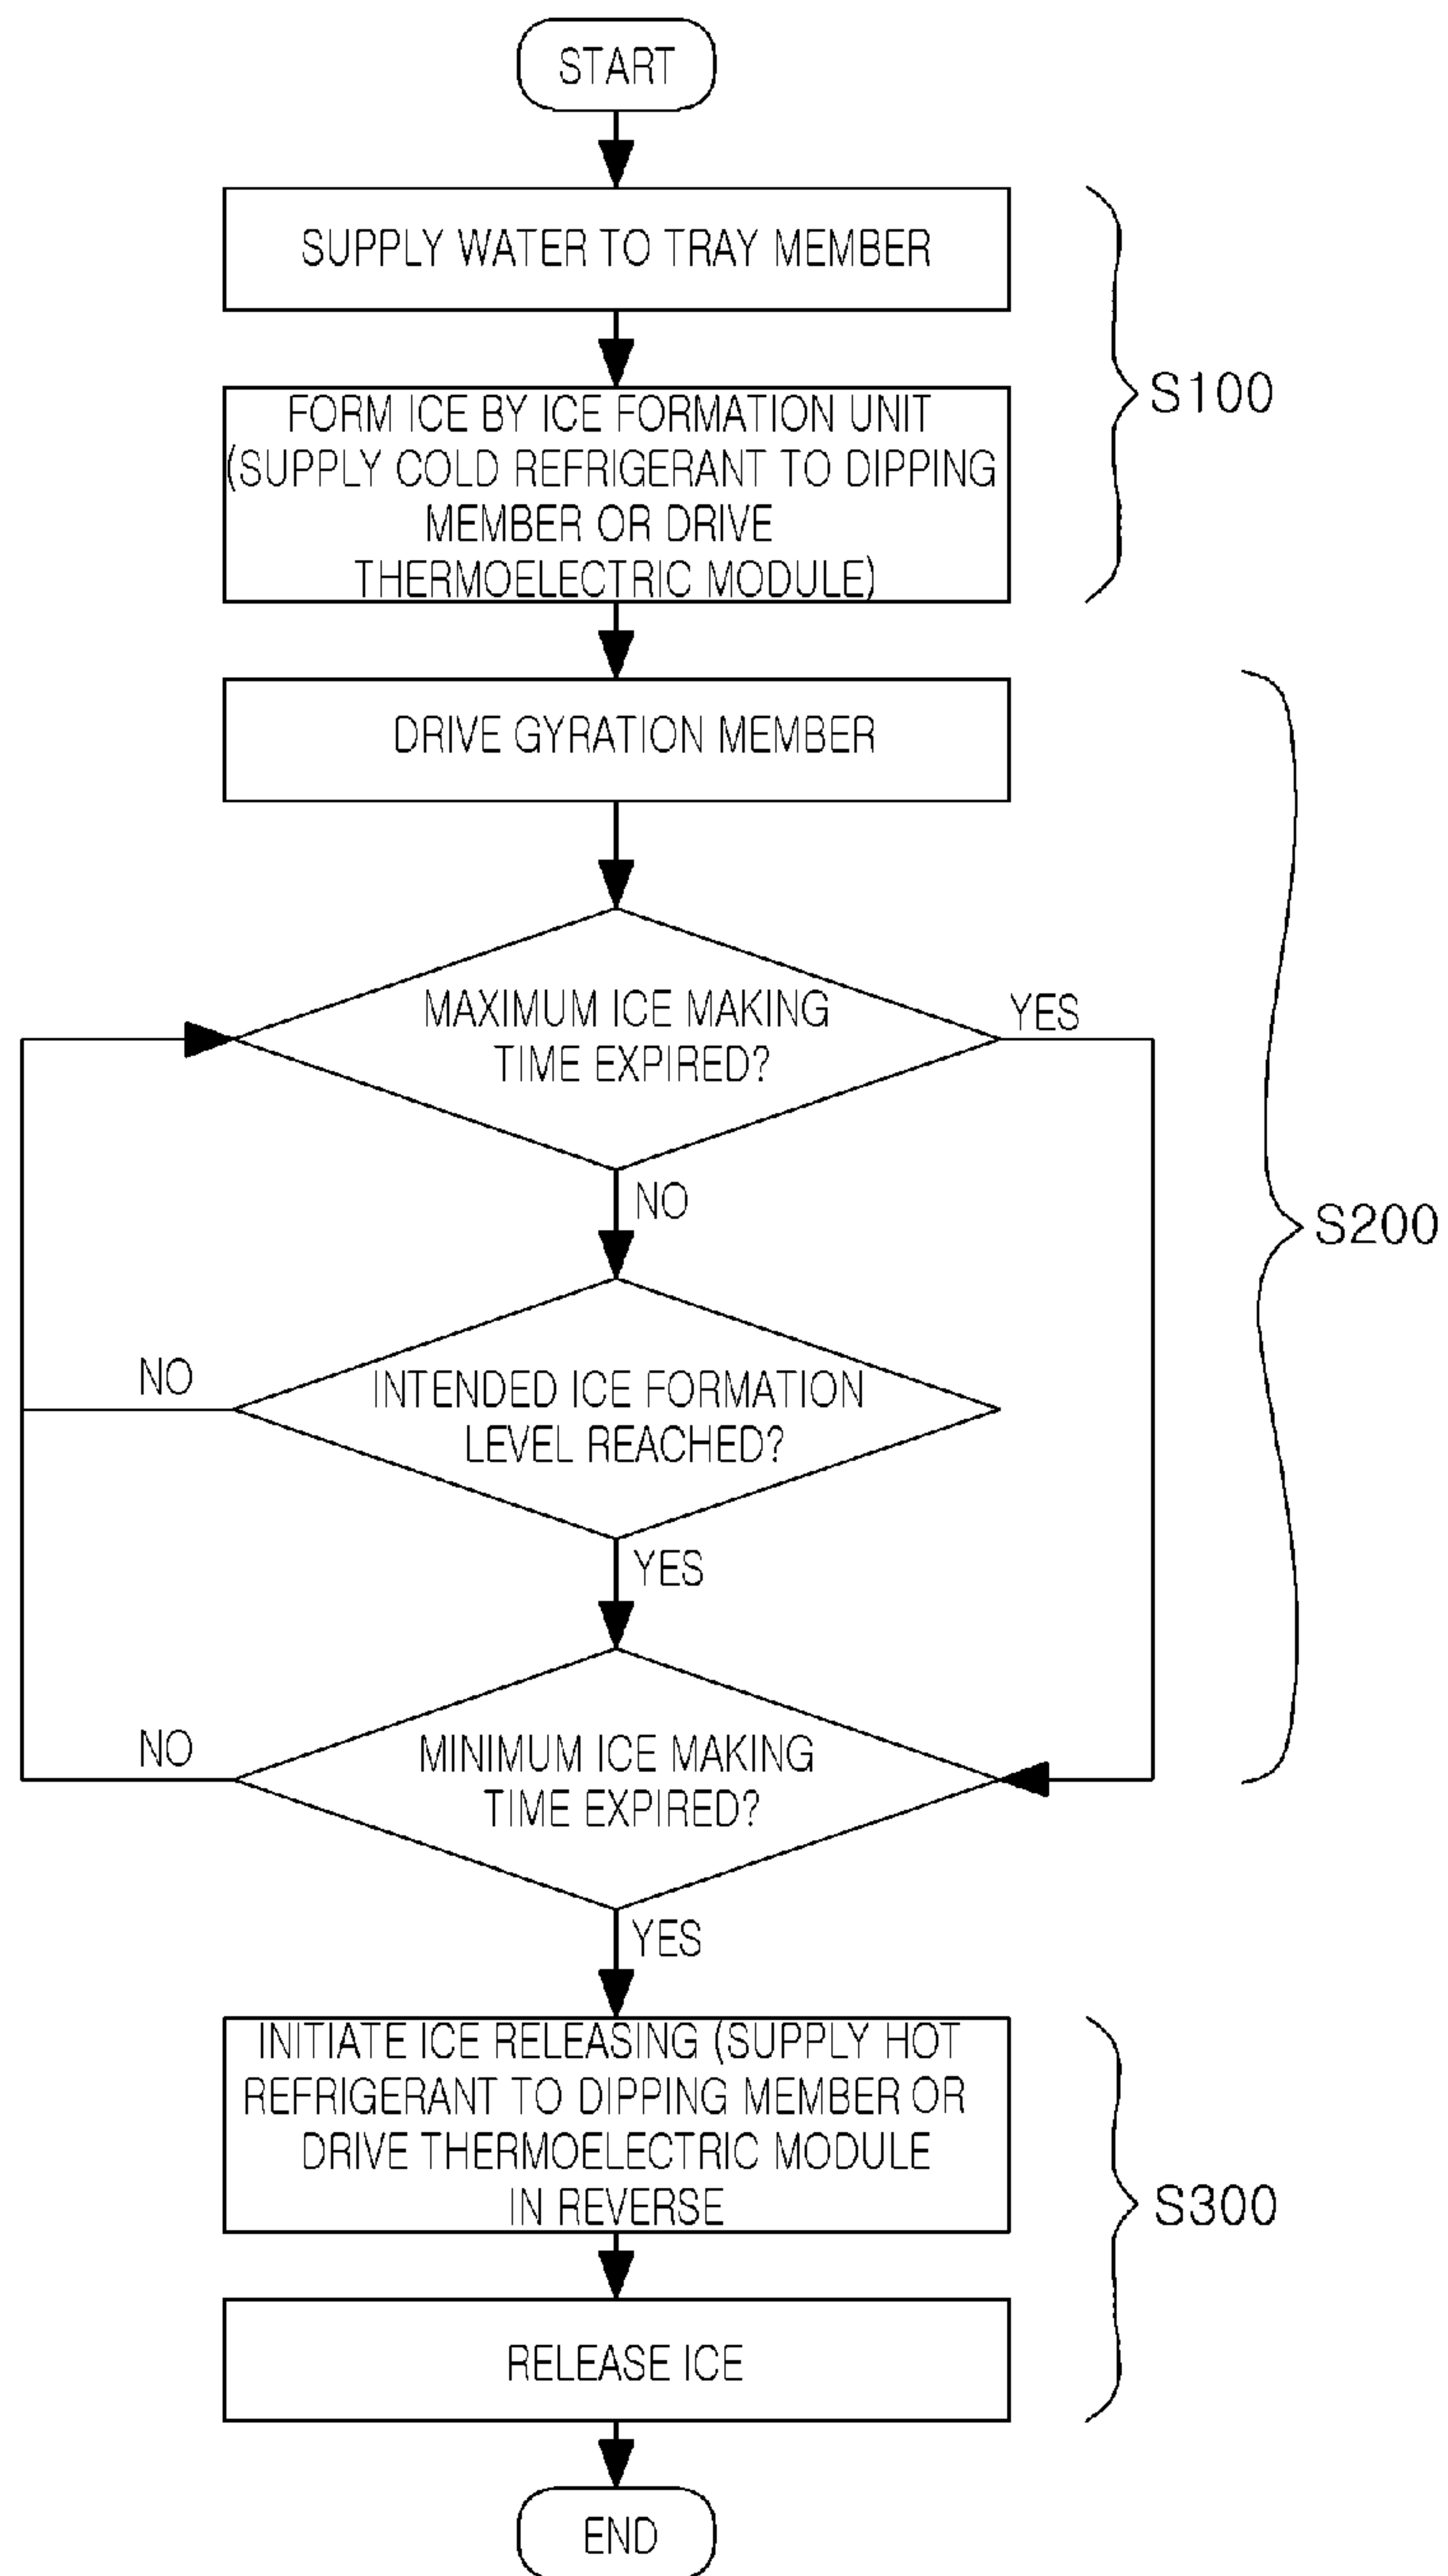 START
SUPPLY WATER TO TRAY MEMBER
FORM ICE BY ICE FORMATION UNIT
(SUPPLY COLD REFRIGERANT TO DIPPING
MEMBER OR DRIVE
THERMOELECTRIC MODULE)
S100
DRIVE GYRATION MEMBER
MAXIMUM ICE MAKING
TIME EXPIRED?
YES
NO
S200
INTENDED ICE FORMATION
LEVEL REACHED?
NO
YES
MINIMUM ICE MAKING
TIME EXPIRED?
NO
YES
INITIATE ICE RELEASING (SUPPLY HOT
REFRIGERANT TO DIPPING MEMBER OR
DRIVE THERMOELECTRIC MODULE
IN REVERSE
S300
RELEASE ICE
END